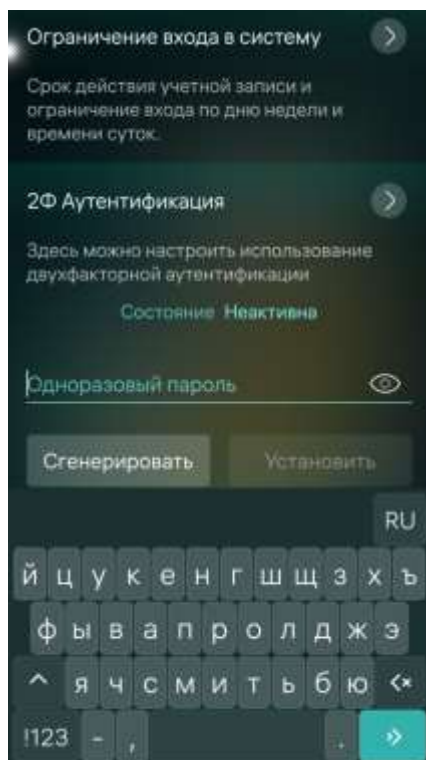 Ограничение входа в систему
Срок действия учетной записи и
ограничение входа по дню недели и
времени суток.
2Ф Аутентификация
Здесь можно настроить использование
двухфакторной аутентификации
Состояние Неактивна
Одноразовый пароль
Сгенерировать Установить
RU
й ц у к е н г ш щ з х ъ
ф ы в а п р о л д ж э
я ч с м и т ь б ю
!123 - , .